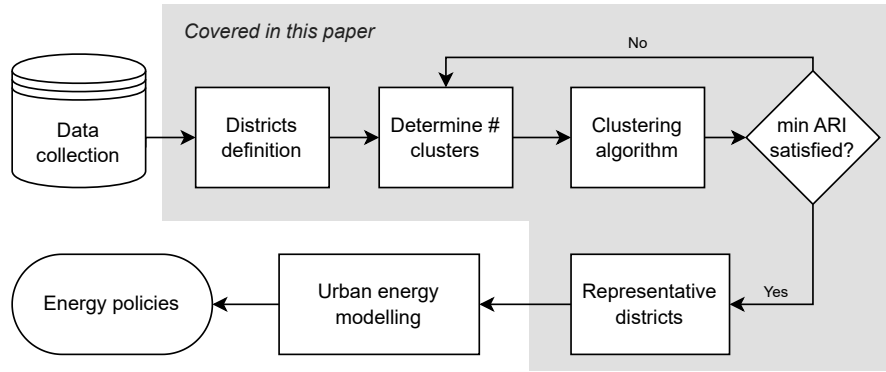 Covered in this paper
No
Data
collection
Districts
definition
Determine #
clusters
Clustering
algorithm
min ARI
satisfied?
Yes
Energy policies
Urban energy
modelling
Representative
districts